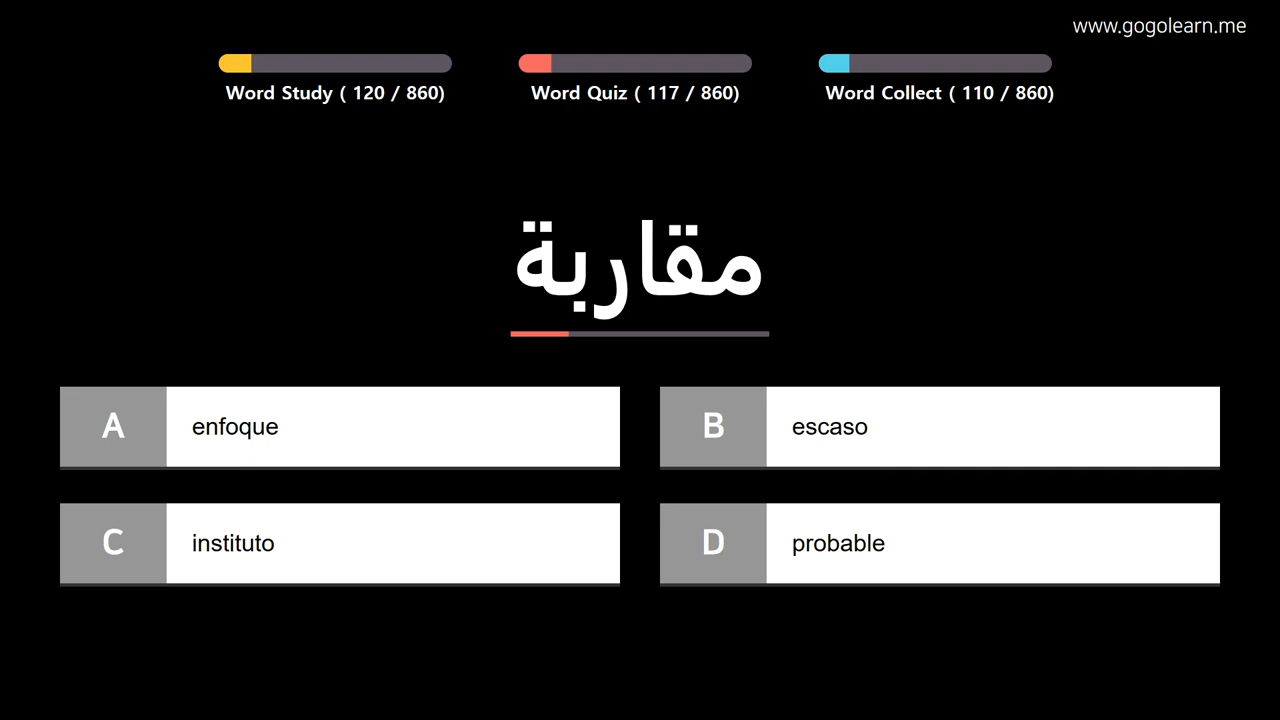 www.gogolearn.me
Word Study ( 120 / 860)
Word Quiz ( 117 / 860)
Word Collect ( 110 / 860)
مقاربة
A enfoque
B escaso
C instituto
D probable